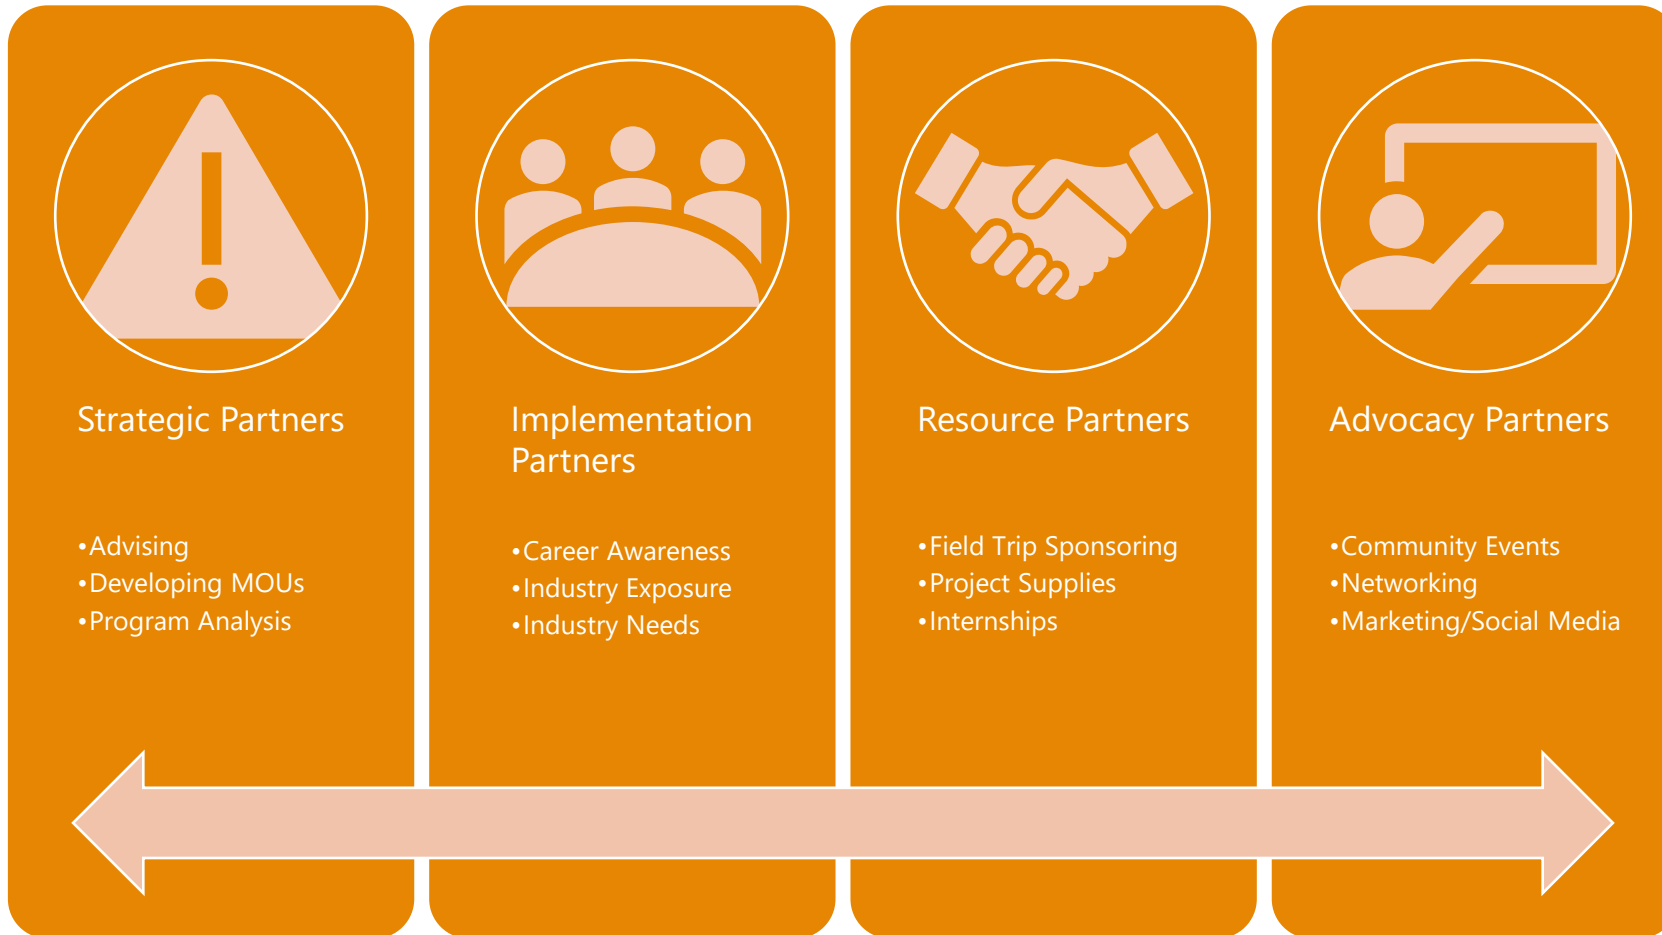 Strategic Partners
•Advising
•Developing MOUs
•Program Analysis
Implementation
Partners
•Career Awareness
•Industry Exposure
•Industry Needs
Resource Partners
•Field Trip Sponsoring
•Project Supplies
•Internships
Advocacy Partners
•Community Events
•Networking
•Marketing/Social Media